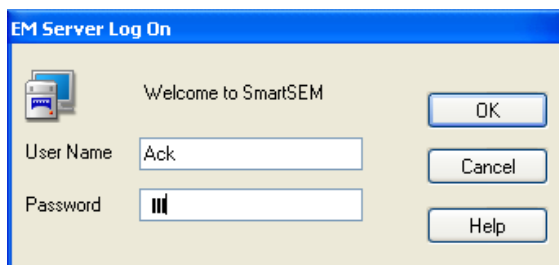 EM Server Log On
Welcome to SmartSEM
OK
User Name
Ack
Cancel
Password
Help